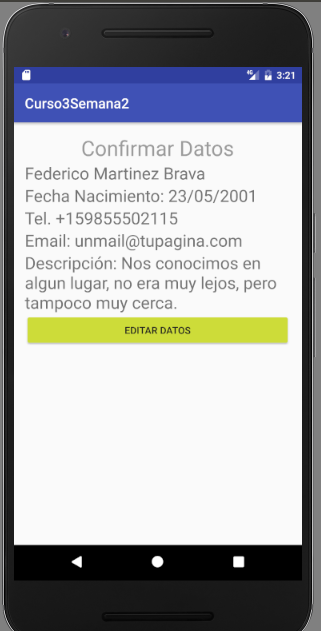 4G 3:21
Curso3Semana2
Confirmar Datos
Federico Martinez Brava
Fecha Nacimiento: 23/05/2001
Tel. +159855502115
Email: unmail@tupagina.com
Descripción: Nos conocimos en
algun lugar, no era muy lejos, pero
tampoco muy cerca.
EDITAR DATOS